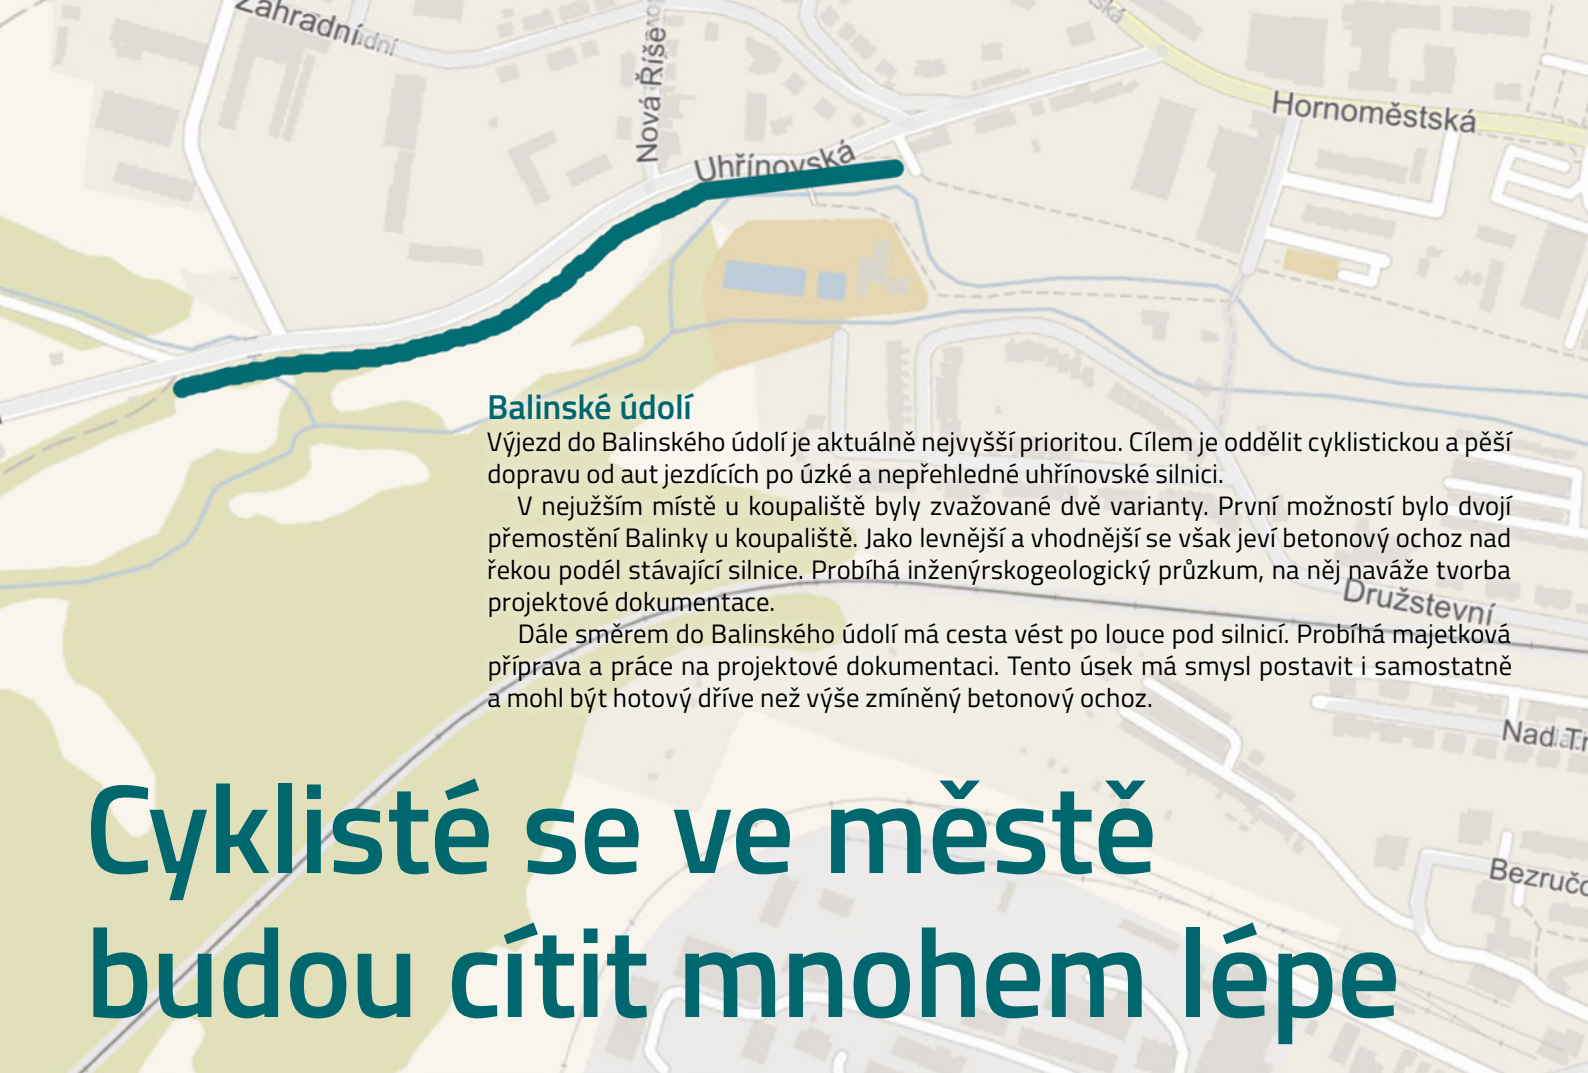 Zahradní
dní
Nová Říše
Uhřínovská
Hornoměstská
Balinské údolí
Výjezd do Balinského údolí je aktuálně nejvyšší prioritou. Cílem je oddělit cyklistickou a pěší
dopravu od aut jezdících po úzké a nepřehledné uhřínovské silnici.
V nejužším místě u koupaliště byly zvažované dvě varianty. První možností bylo dvojí
přemostění Balinky u koupaliště. Jako levnější a vhodnější se však jeví betonový ochoz nad
řekou podél stávající silnice. Probíhá inženýrskogeologický průzkum, na něj naváže tvorba
projektové dokumentace.
Družstevní
Dále směrem do Balinského údolí má cesta vést po louce pod silnicí. Probíhá majetková
příprava a práce na projektové dokumentaci. Tento úsek má smysl postavit i samostatně
a mohl být hotový dříve než výše zmíněný betonový ochoz.
Nad Tr
Cyklisté se ve městě
Bezručo
budou cítit mnohem lépe